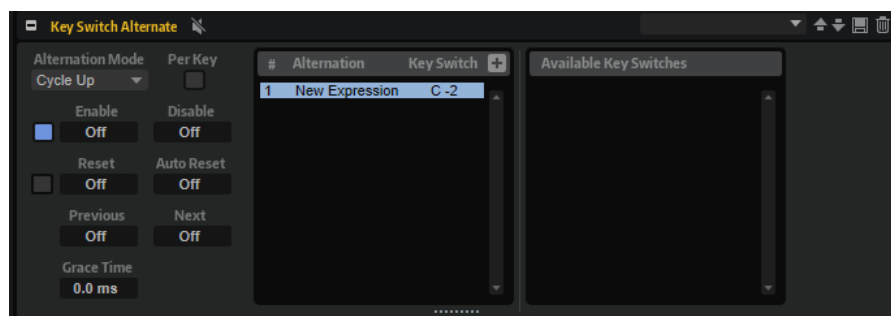 Key Switch Alternate
Alternation Mode Per Key
Cycle Up
Enable Disable
Off Off
Reset Auto Reset
Off Off
Previous Next
Off Off
Grace Time
0.0 ms
# Alternation Key Switch +
1 New Expression C -2
Available Key Switches